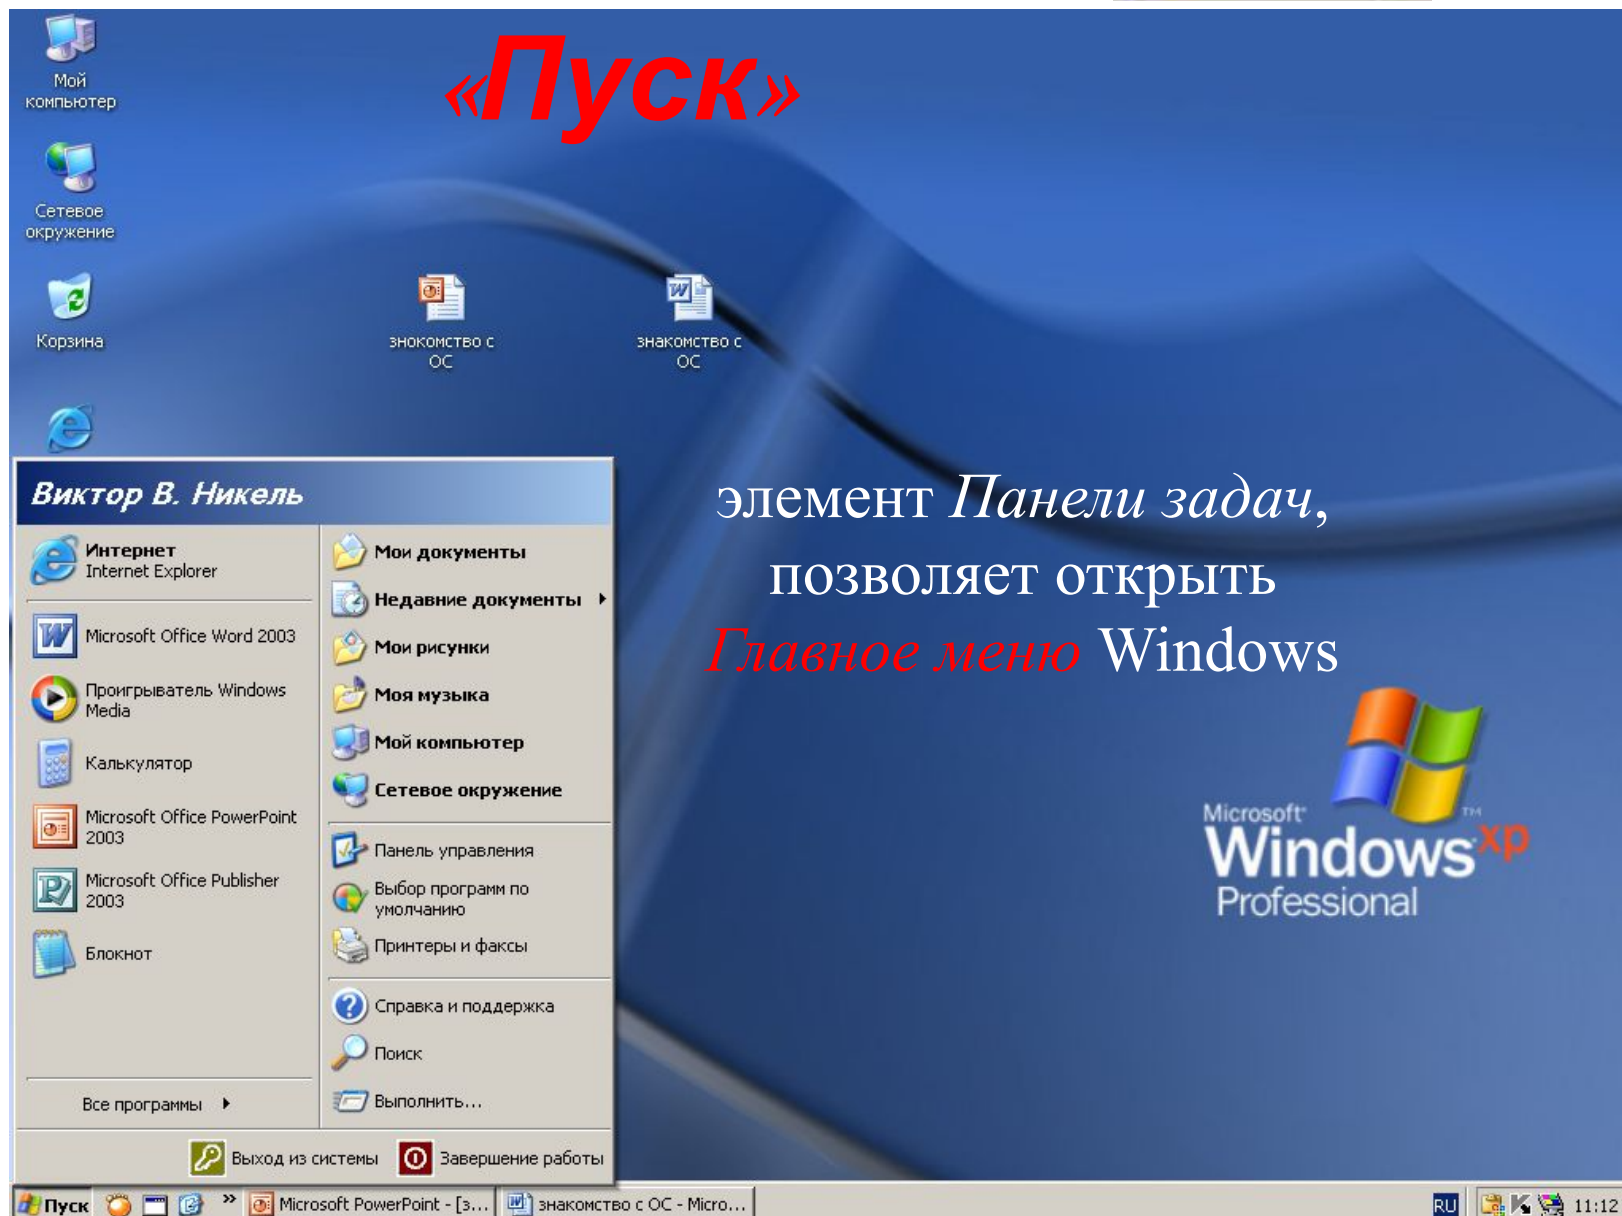 «Пуск»
Мой
компьютер
Сетевое
окружение
Корзина
знокомство с
ОС
знакомство с
ОС
элемент Панели задач,
позволяет открыть
Главное меню Windows
Microsoft
Windows xp
TM
Professional
Виктор В. Никель
Интернет
Internet Explorer
Microsoft Office Word 2003
Проигрыватель Windows
Media
Калькулятор
Microsoft Office PowerPoint
2003
Microsoft Office Publisher
2003
Блокнот
Все программы
Мои документы
Недавние документы
Мои рисунки
Моя музыка
Мой компьютер
Сетевое окружение
Панель управления
Выбор программ по
умолчанию
Принтеры и факсы
Справка и поддержка
Поиск
Выполнить...
Выход из системы
Завершение работы
Пуск
»
Microsoft PowerPoint - [з...
знакомство с ОС - Micro...
RU
11:12